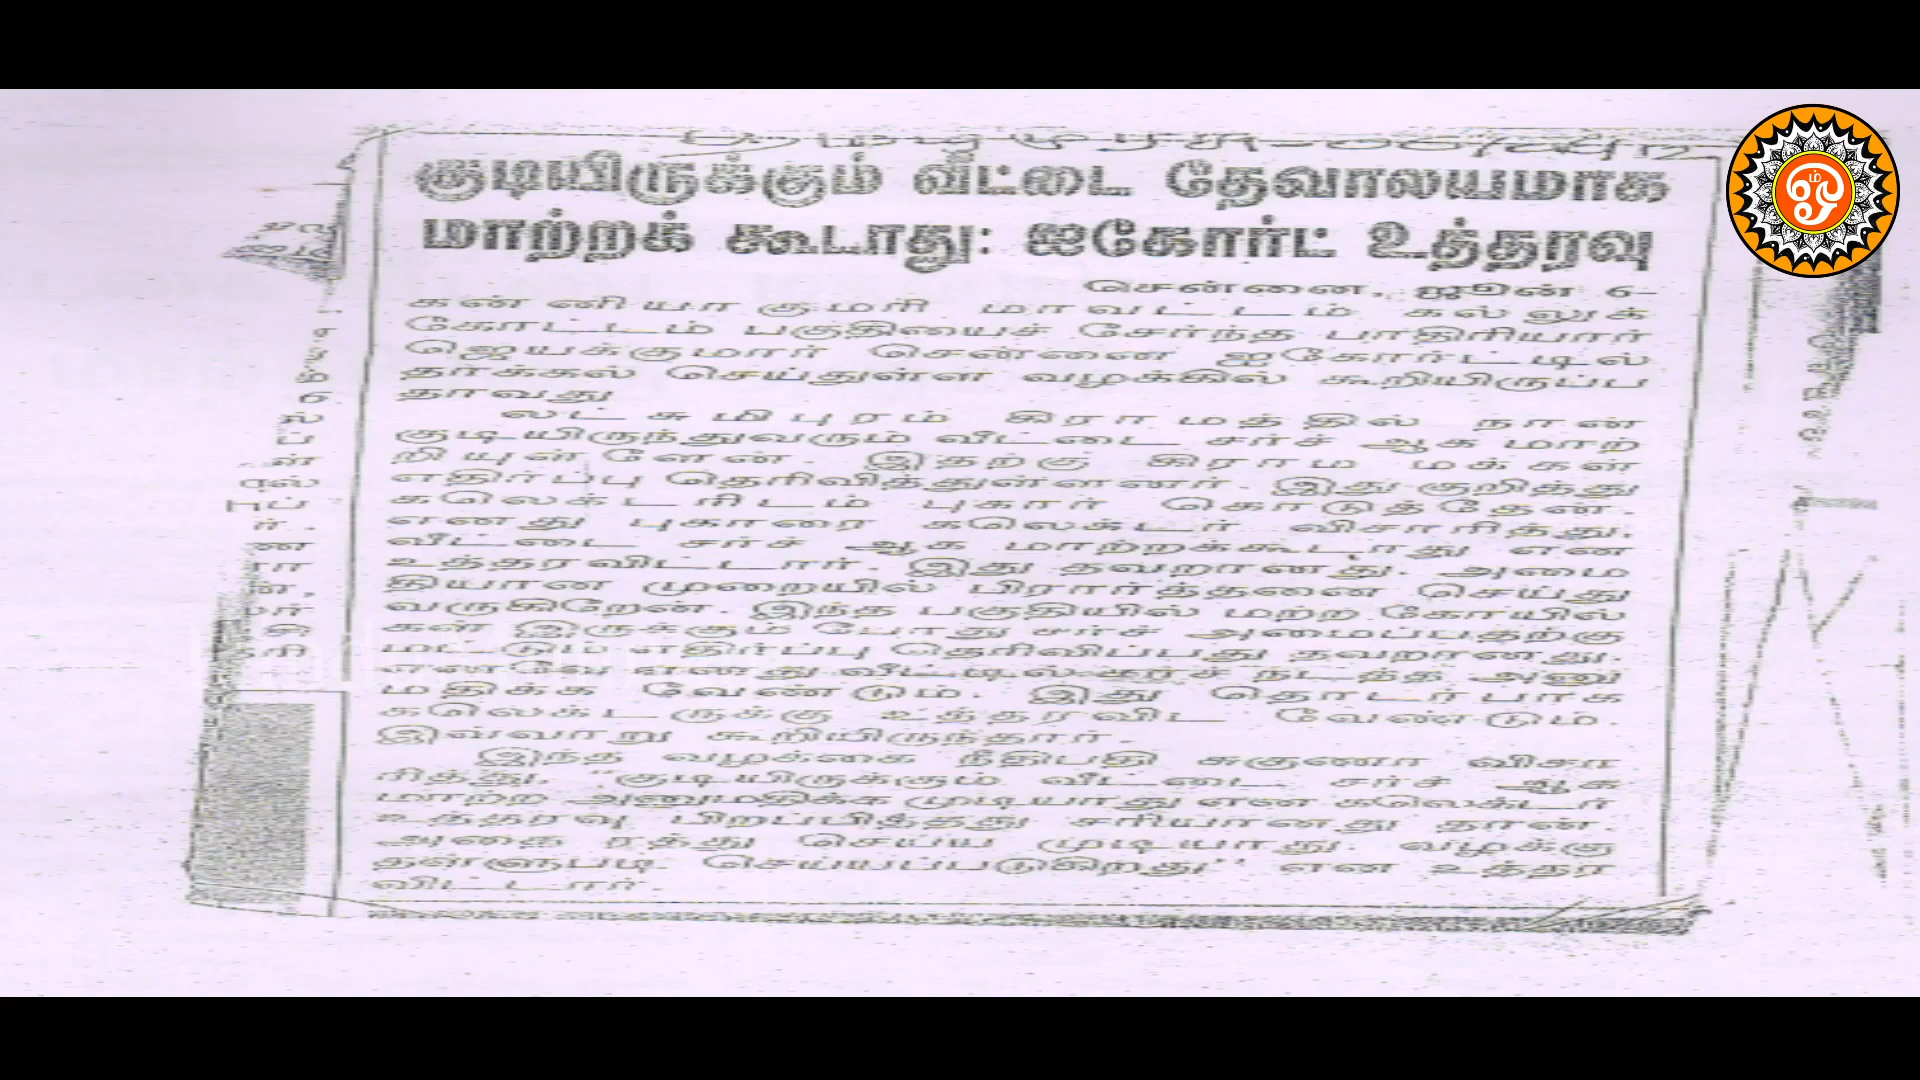 குடியிருக்கும் வீட்டை தேவாலயமாக
மாற்றக் கூடாது: ஐகோர்ட் உத்தரவு
சென்னை, ஜூன் 6-
கன்னியாகுமரி மாவட்டம் கல்லுக்
கோட்டம் பகுதியைச் சேர்ந்த பாதிரியார்
ஜெயக்குமார் சென்னை ஐகோர்ட்டில்
தாக்கல் செய்துள்ள வழக்கில் கூறியிருப்ப
தாவது
லட்சுமிபுரம் கிராமத்தில் நான்
குடியிருந்துவரும் வீட்டை சர்ச் ஆக மாற்
றியுள்ளேன். இதற்கு கிராம மக்கள்
எதிர்ப்பு தெரிவித்துள்ளனர். இதுகுறித்து
கலெக்டரிடம் புகார் கொடுத்தேன்.
எனது புகாரை கலெக்டர் விசாரித்து,
வீட்டை சர்ச் ஆக மாற்றக்கூடாது என
உத்தரவிட்டார். இது தவறானது. அமை
தியான முறையில் பிரார்த்தனை செய்து
வருகிறேன். இந்த பகுதியில் மற்ற கோயில்
கள் இருக்கும் போது சர்ச் அமைப்பதற்கு
மட்டும் எதிர்ப்பு தெரிவிப்பது தவறானது.
எனவே எனது வீட்டில் சர்ச் நடத்த அனு
மதிக்க வேண்டும். இது தொடர்பாக
கலெக்டருக்கு உத்தரவிட வேண்டும்.
இவ்வாறு கூறியிருந்தார்.
இந்த வழக்கை நீதிபதி சுகுணா விசா
ரித்து, "குடியிருக்கும் வீட்டை சர்ச் ஆக
மாற்ற அனுமதிக்க முடியாது என கலெக்டர்
உத்தரவு பிறப்பித்தது சரியானது தான்.
அதை ரத்து செய்ய முடியாது. வழக்கு
தள்ளுபடி செய்யப்படுகிறது'' என உத்தர
விட்டார்.
ஓம்